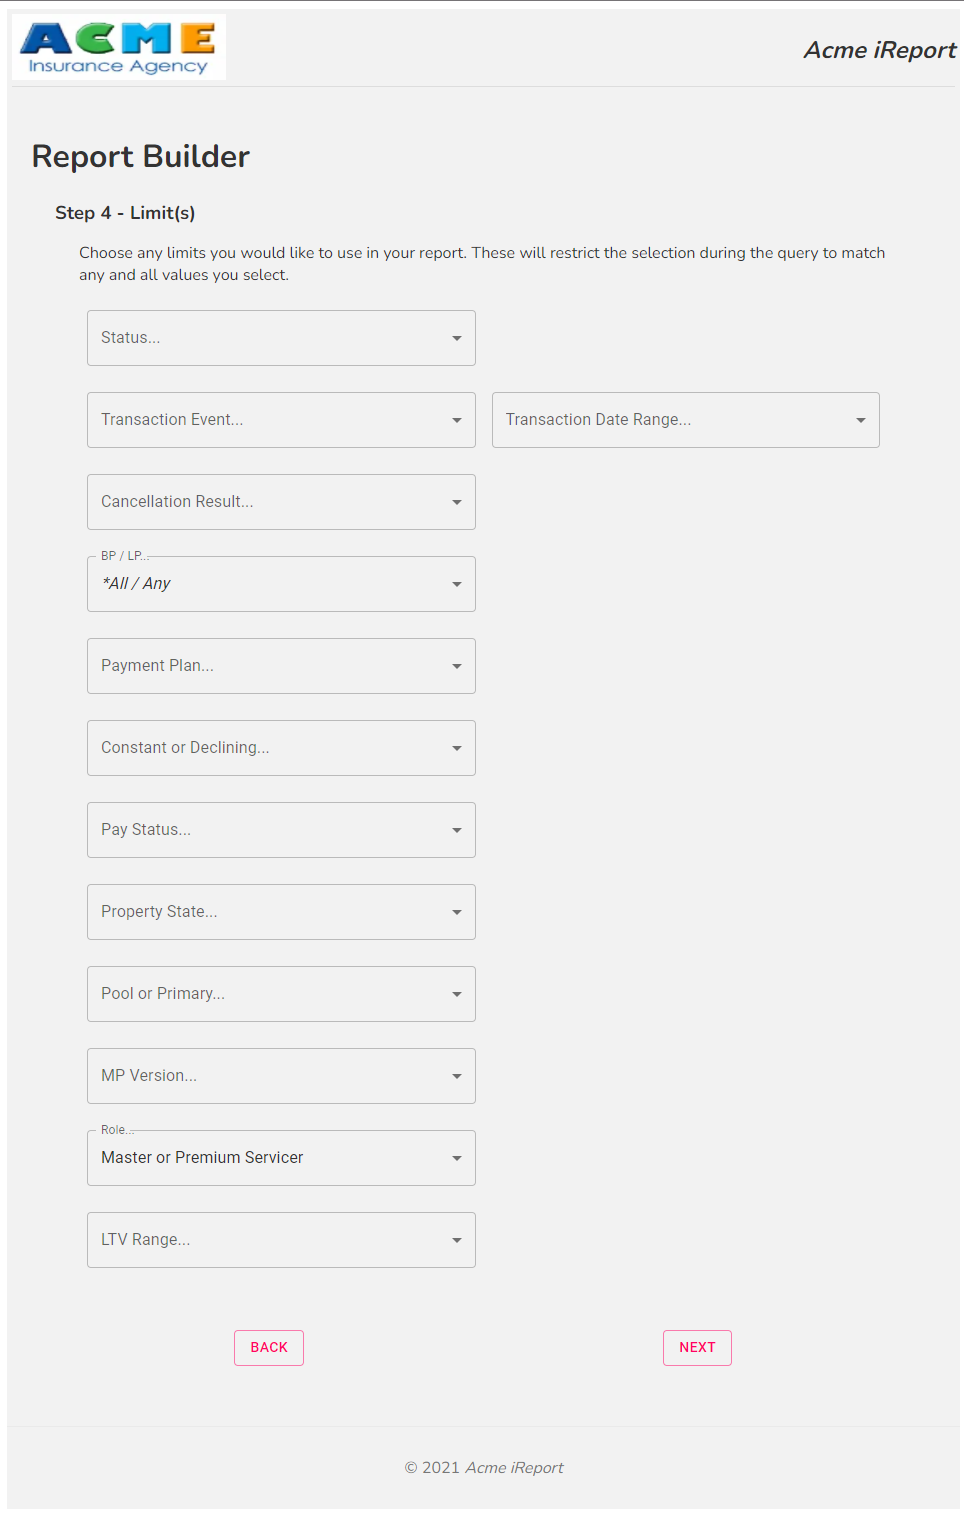 ACME
Insurance Agency
Acme iReport
Report Builder
Step 4 - Limit(s)
Choose any limits you would like to use in your report. These will restrict the selection during the query to match
any and all values you select.
Status...
Transaction Event...
Transaction Date Range...
Cancellation Result...
BP / LP...
*All / Any
Payment Plan...
Constant or Declining...
Pay Status...
Property State...
Pool or Primary...
MP Version...
Role...
Master or Premium Servicer
LTV Range...
BACK
NEXT
© 2021 Acme iReport